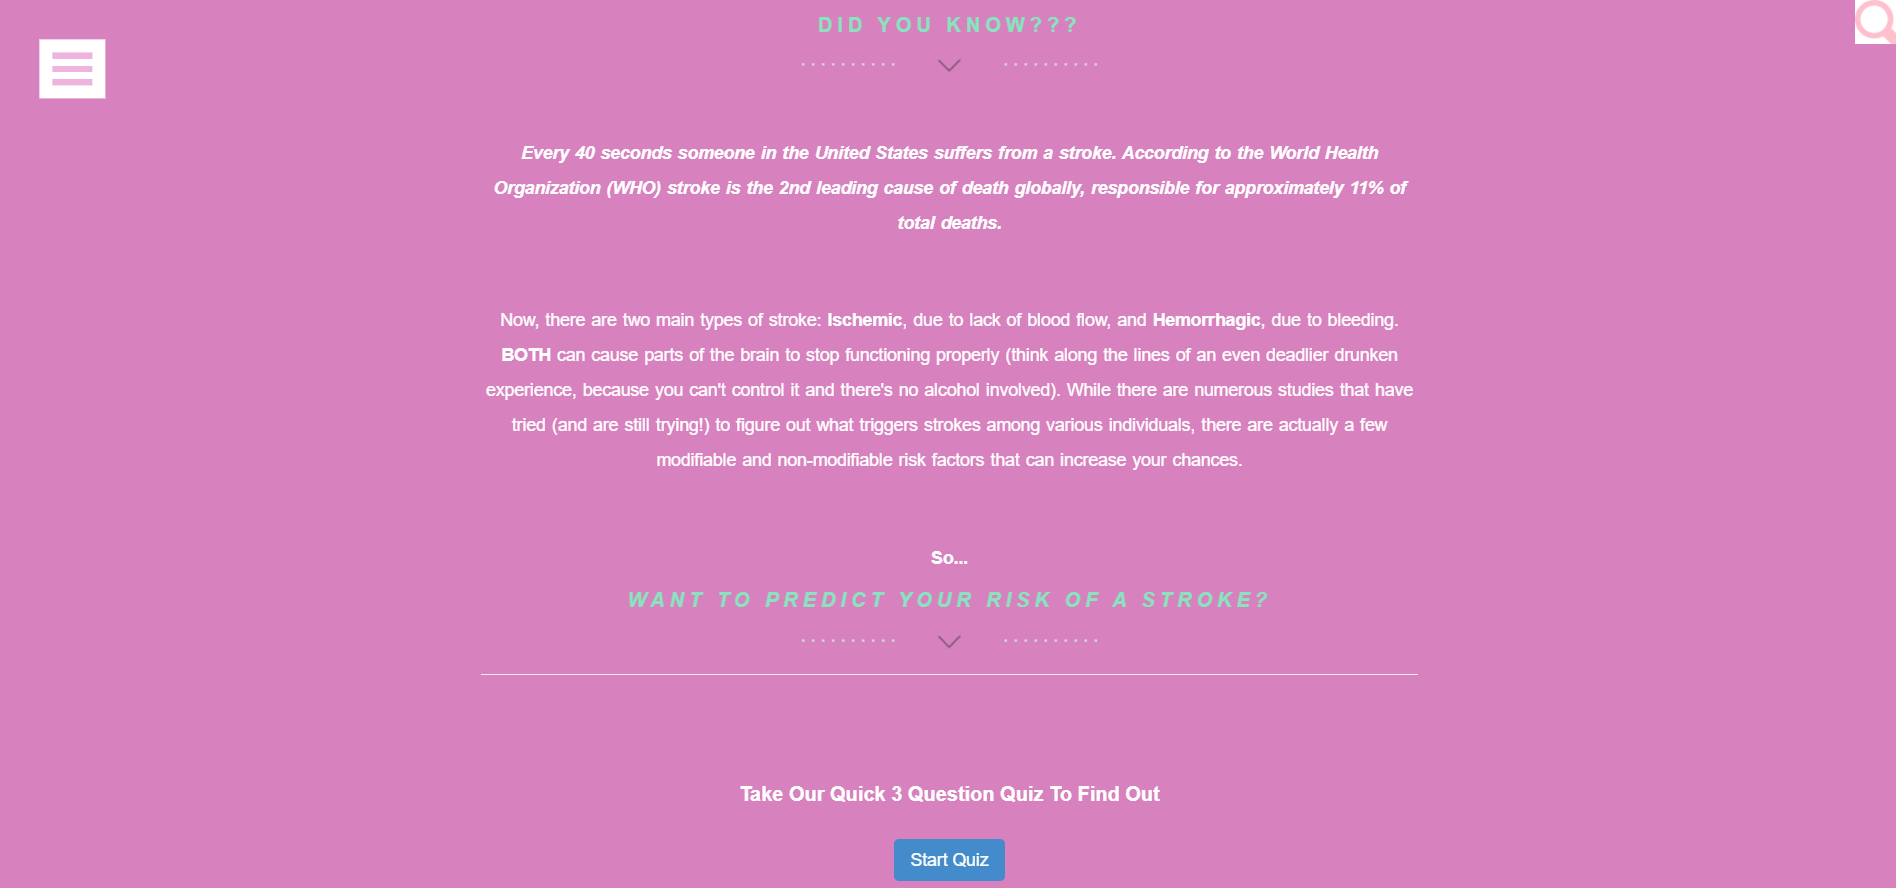 DID YOU KNOW???
Every 40 seconds someone in the United States suffers from a stroke. According to the World Health
Organization (WHO) stroke is the 2nd leading cause of death globally, responsible for approximately 11% of
total deaths.
Now, there are two main types of stroke: Ischemic, due to lack of blood flow, and Hemorrhagic, due to bleeding.
BOTH can cause parts of the brain to stop functioning properly (think along the lines of an even deadlier drunken
experience, because you can't control it and there's no alcohol involved). While there are numerous studies that have
tried (and are still trying!) to figure out what triggers strokes among various individuals, there are actually a few
modifiable and non-modifiable risk factors that can increase your chances.
So...
WANT TO PREDICT YOUR RISK OF A STROKE?
Take Our Quick 3 Question Quiz To Find Out
Start Quiz